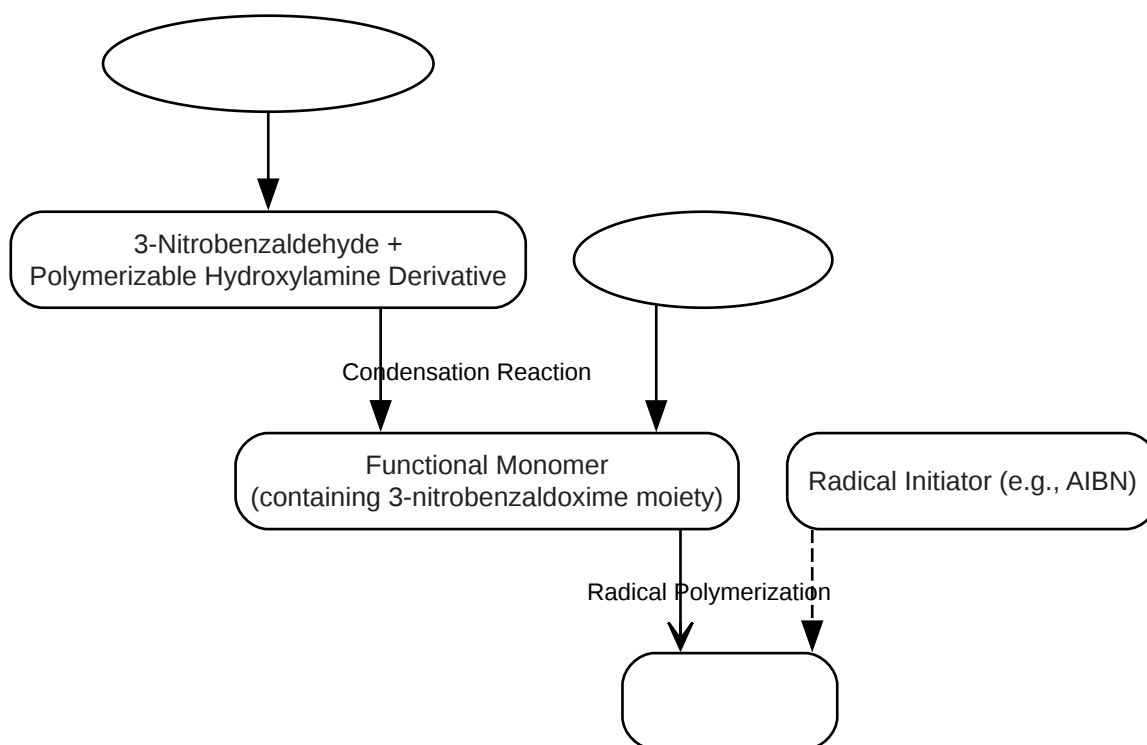 3-Nitrobenzaldehyde +
Polymerizable Hydroxylamine Derivative
Condensation Reaction
Functional Monomer
(containing 3-nitrobenzaldoxime moiety)
Radical Initiator (e.g., AIBN)
Radical Polymerization